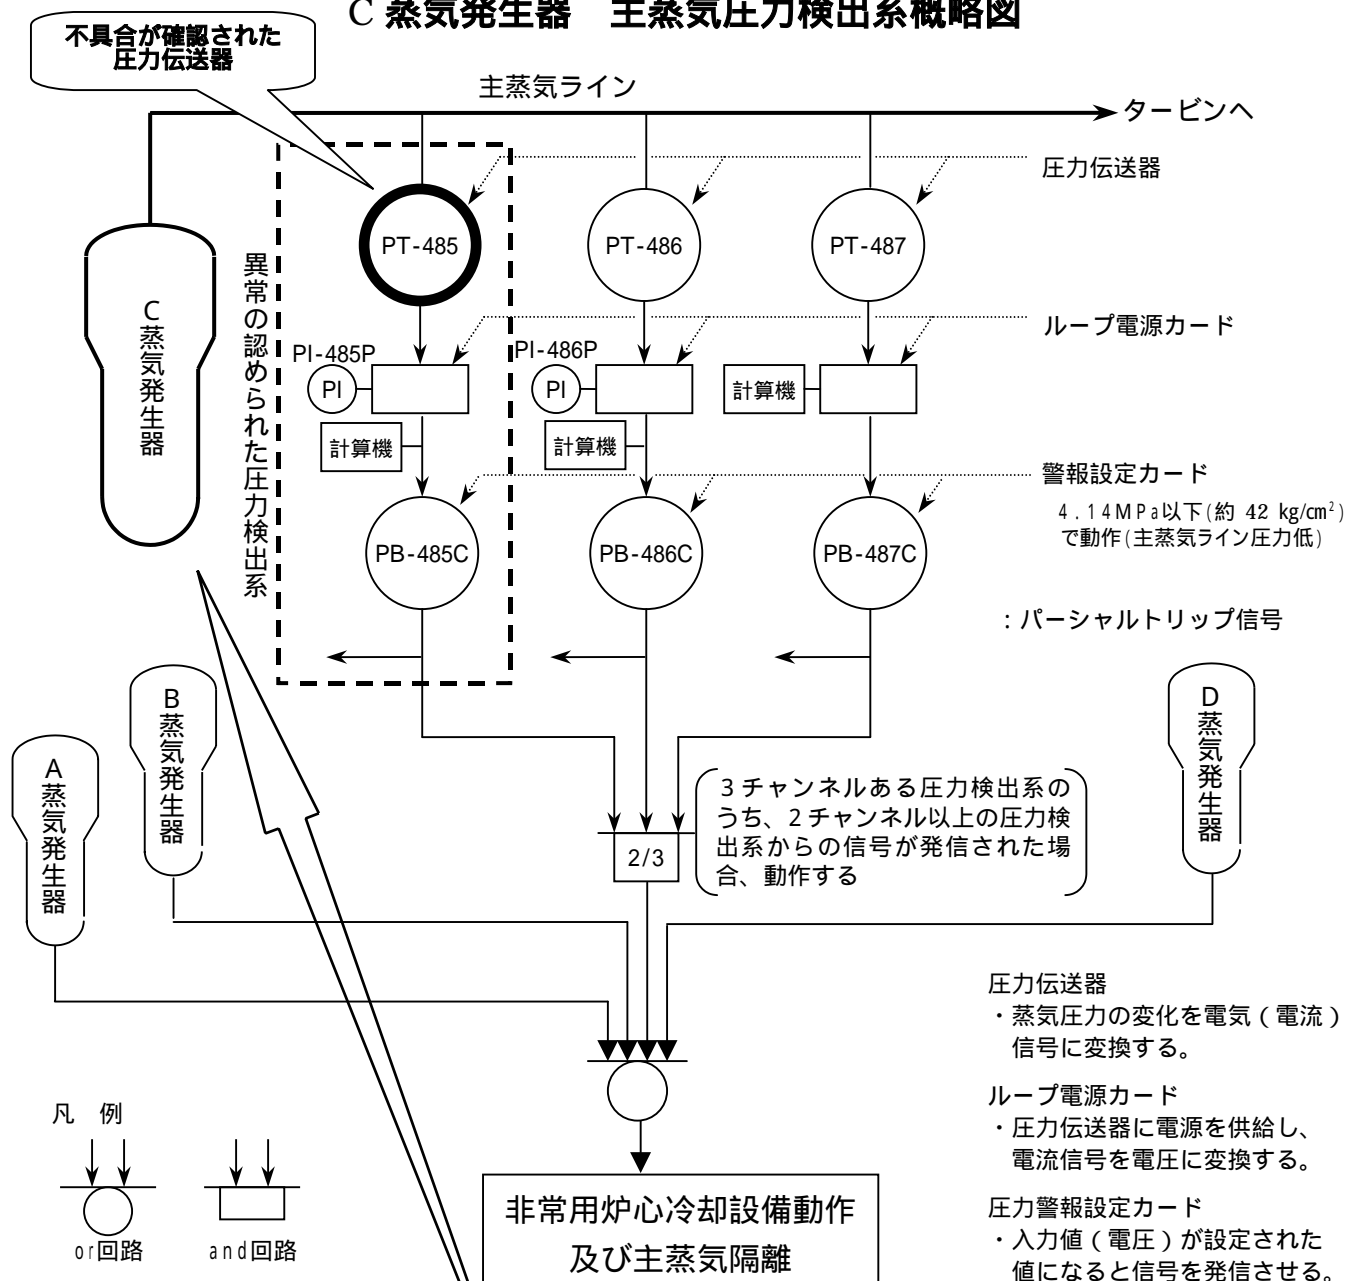 C 蒸気発生器　主蒸気圧力検出系概略図
不具合が確認された
圧力伝送器
主蒸気ライン
タービンへ
圧力伝送器
PT-485
PT-486
PT-487
異常の認められた圧力検出系
C蒸気発生器
ループ電源カード
PI-485P
PI
計算機
PI-486P
PI
計算機
計算機
警報設定カード
4.14MPa以下(約 42 kg/cm²)
で動作(主蒸気ライン圧力低)
PB-485C
PB-486C
PB-487C
：パーシャルトリップ信号
A蒸気発生器
B蒸気発生器
D蒸気発生器
3チャンネルある圧力検出系の
うち、2チャンネル以上の圧力検
出系からの信号が発信された場
合、動作する
2/3
圧力伝送器
・蒸気圧力の変化を電気（電流）
信号に変換する。
ループ電源カード
・圧力伝送器に電源を供給し、
電流信号を電圧に変換する。
圧力警報設定カード
・入力値（電圧）が設定された
値になると信号を発信させる。
凡　例
or回路
and回路
非常用炉心冷却設備動作
及び主蒸気隔離